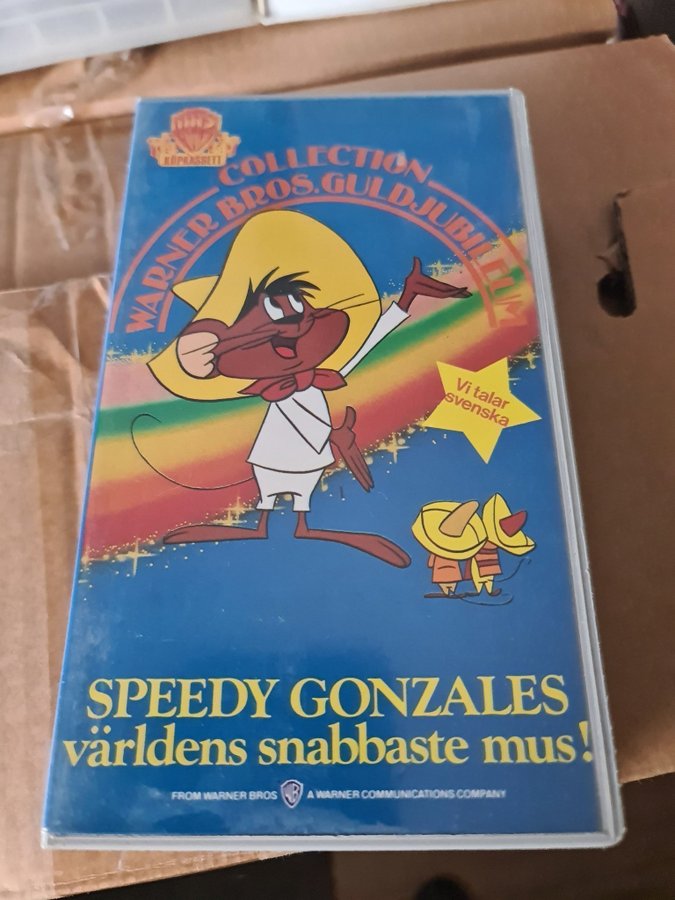 KÖPKASSETT
COLLECTION
WARNER BROS. GULDJUBILEUM
Vi talar
svenska
SPEEDY GONZALES
världens snabbaste mus!
FROM WARNER BROS WB A WARNER COMMUNICATIONS COMPANY